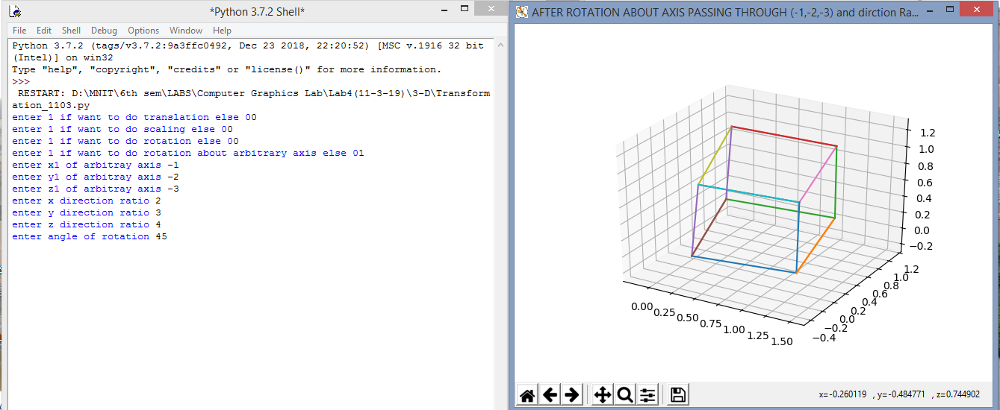 *Python 3.7.2 Shell*
File Edit Shell Debug Options Window Help
Python 3.7.2 (tags/v3.7.2:9a3ffc0492, Dec 23 2018, 22:20:52) [MSC v.1916 32 bit
(Intel)] on win32
Type "help", "copyright", "credits" or "license()" for more information.
>>>
RESTART: D:\MNIT\6th sem\LABS\Computer Graphics Lab\Lab4(11-3-19)\3-D\Transform
ation_1103.py
enter 1 if want to do translation else 00
enter 1 if want to do scaling else 00
enter 1 if want to do rotation else 00
enter 1 if want to do rotation about arbitrary axis else 01
enter x1 of arbitray axis -1
enter y1 of arbitray axis -2
enter z1 of arbitray axis -3
enter x direction ratio 2
enter y direction ratio 3
enter z direction ratio 4
enter angle of rotation 45
AFTER ROTATION ABOUT AXIS PASSING THROUGH (-1,-2,-3) and dirction Ra...
1.2
1.0
0.8
0.6
0.4
0.2
0.0
−0.2
1.2
1.0
0.8
0.6
0.4
0.2
0.0
−0.2
−0.4
0.00
0.25
0.50
0.75
1.00
1.25
1.50
x=-0.260119 , y=-0.484771 , z=0.744902